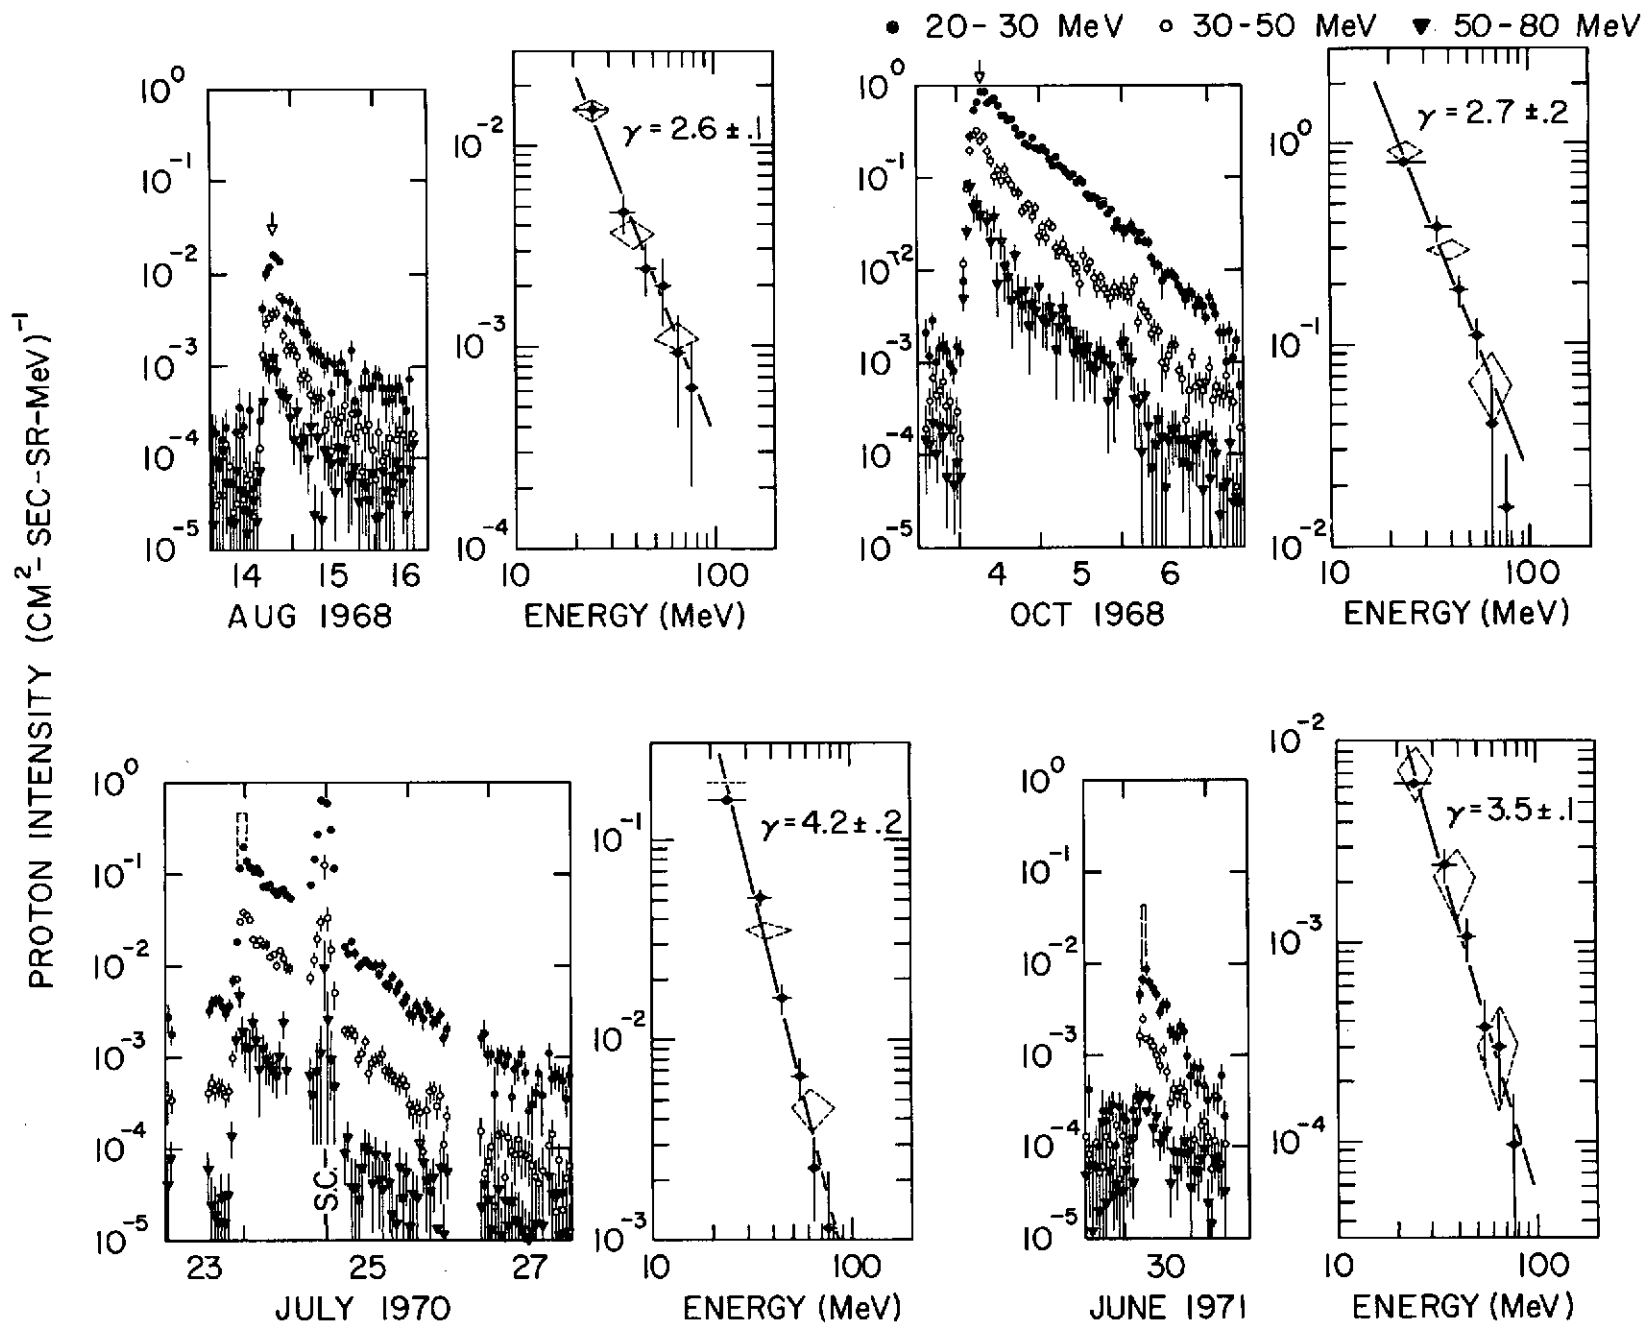 • 20-30 MeV ○ 30-50 MeV ▼ 50-80 MeV
PROTON INTENSITY (CM²-SEC-SR-MeV)⁻¹
10⁰
10⁻¹
10⁻²
10⁻³
10⁻⁴
10⁻⁵
14 15 16
AUG 1968
10⁻²
10⁻³
10⁻⁴
γ = 2.6 ± .1
10 100
ENERGY (MeV)
10⁰
10⁻¹
10⁻²
10⁻³
10⁻⁴
10⁻⁵
4 5 6
OCT 1968
10⁰
10⁻¹
10⁻²
γ = 2.7 ± .2
10 100
ENERGY (MeV)
10⁰
10⁻¹
10⁻²
10⁻³
10⁻⁴
10⁻⁵
S.C.
23 25 27
JULY 1970
10⁻¹
10⁻²
10⁻³
γ = 4.2 ± .2
10 100
ENERGY (MeV)
10⁰
10⁻¹
10⁻²
10⁻³
10⁻⁴
10⁻⁵
30
JUNE 1971
10⁻²
10⁻³
10⁻⁴
γ = 3.5 ± .1
10 100
ENERGY (MeV)